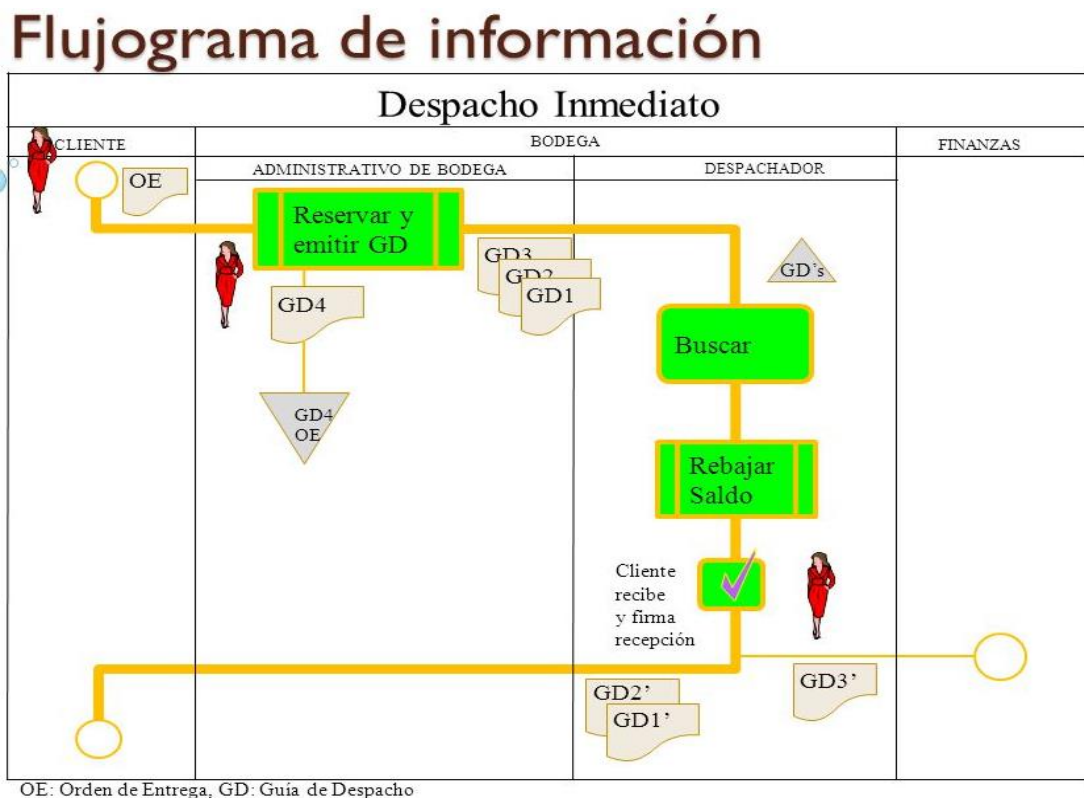 Flujograma de información
Despacho Inmediato
CLIENTE
BODEGA
FINANZAS
ADMINISTRATIVO DE BODEGA
DESPACHADOR
OE
Reservar y
emitir GD
GD3
GD2
GD1
GD's
GD4
Buscar
GD4
OE
Rebajar
Saldo
Cliente
recibe
y firma
recepción
GD2’
GD1’
GD3’
OE: Orden de Entrega, GD: Guía de Despacho